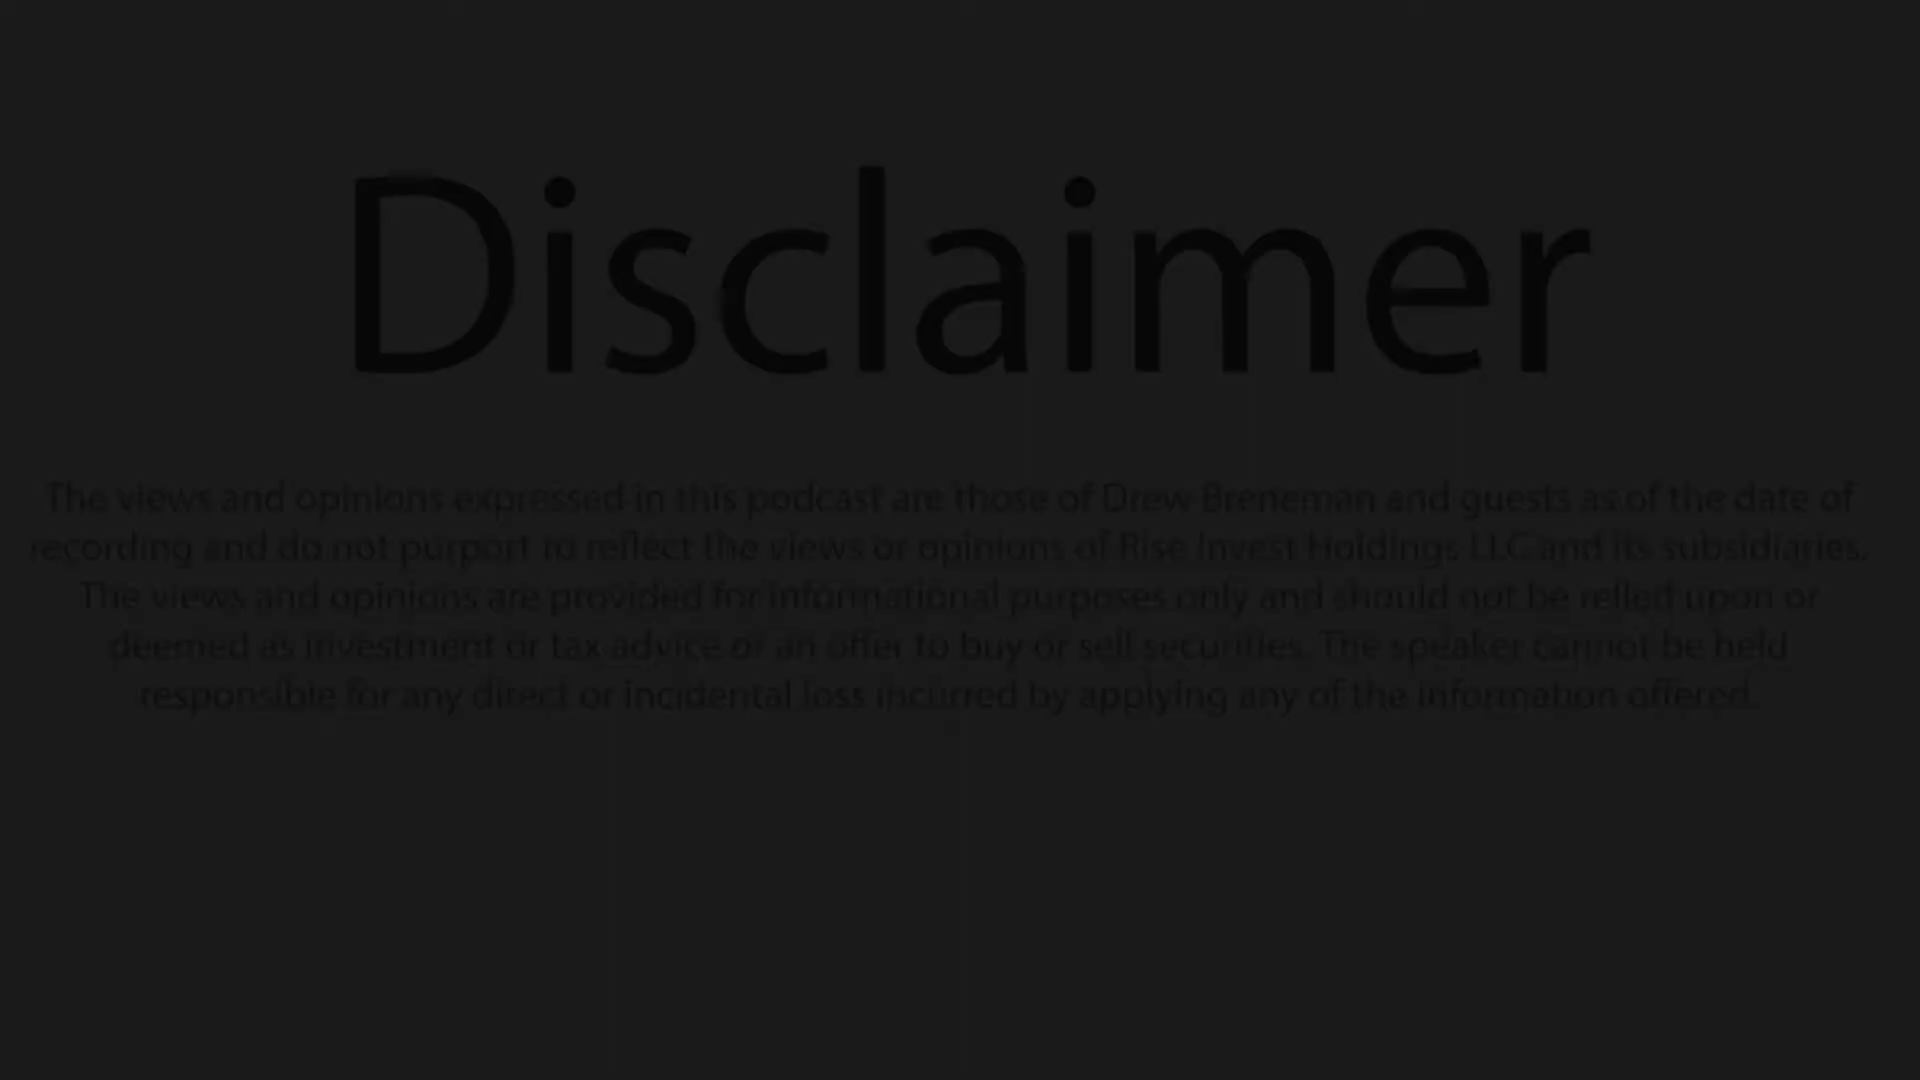 Disclaimer
The views and opinions expressed in this podcast are those of Drew Breneman and guests as of the date of
recording and do not purport to reflect the views or opinions of Rise Invest Holdings LLC and its subsidiaries.
The views and opinions are provided for informational purposes only and should not be relied upon or
deemed as investment or tax advice or an offer to buy or sell securities. The speaker cannot be held
responsible for any direct or incidental loss incurred by applying any of the information offered.